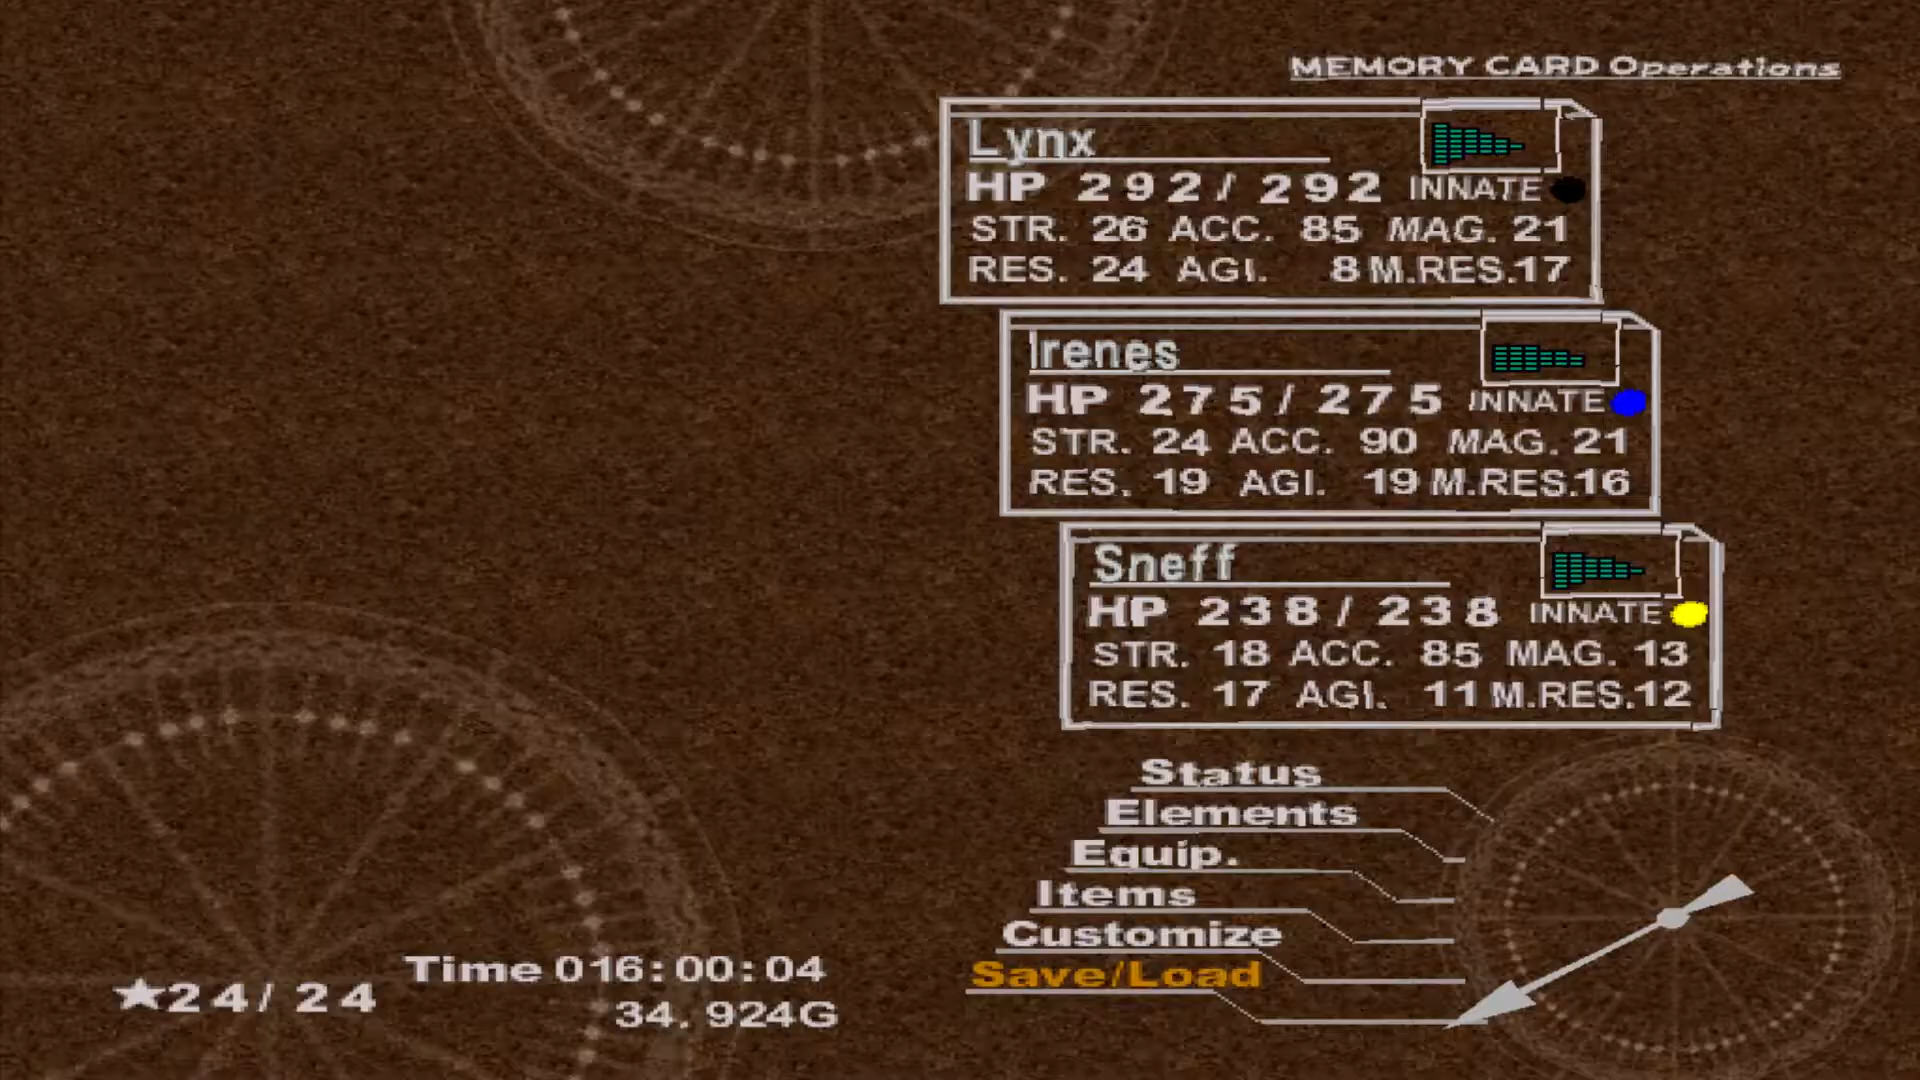 MEMORY CARD Operations
Lynx
HP 292/ 292 INNATE
STR. 26 ACC. 85 MAG. 21
RES. 24 AGI. 8 M.RES.17
Irenes
HP 275/ 275 INNATE
STR. 24 ACC. 90 MAG. 21
RES. 19 AGI. 19 M.RES.16
Sneff
HP 238/ 238 INNATE
STR. 18 ACC. 85 MAG. 13
RES. 17 AGI. 11 M.RES.12
Status
Elements
Equip.
Items
Customize
Save/Load
★24/ 24
Time 016:00:04
34. 924G